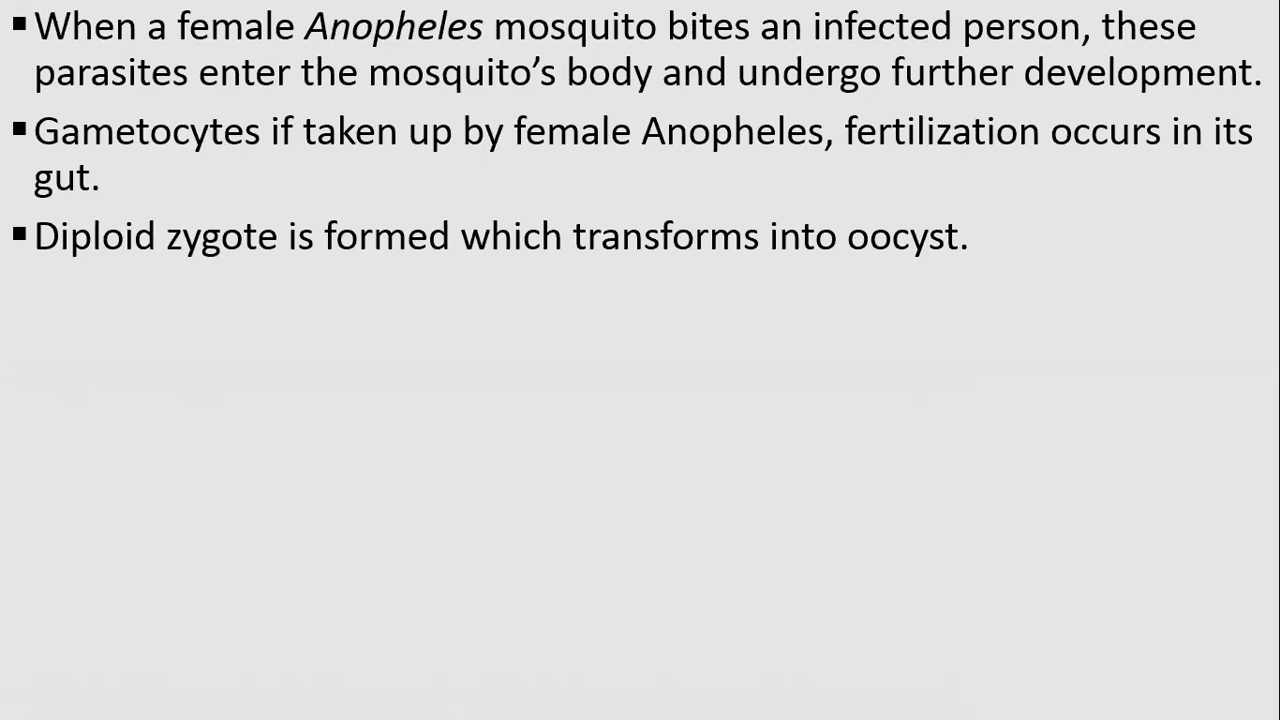 ▪When a female Anopheles mosquito bites an infected person, these
parasites enter the mosquito’s body and undergo further development.
▪Gametocytes if taken up by female Anopheles, fertilization occurs in its
gut.
▪Diploid zygote is formed which transforms into oocyst.